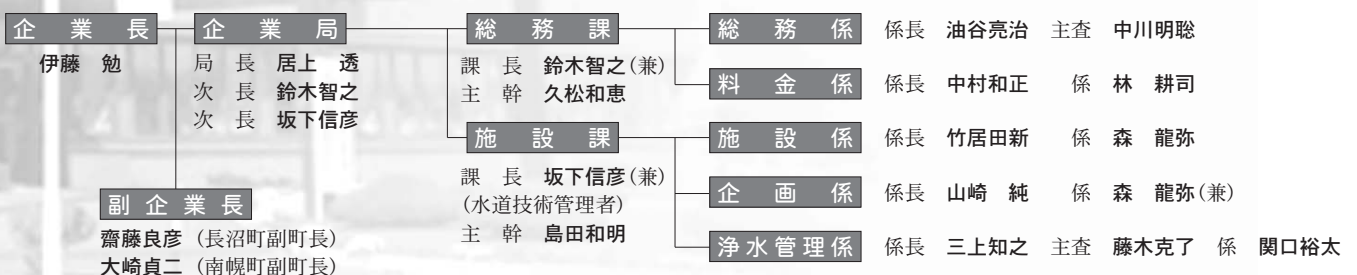 企業長
伊藤 勉
企業局
局長 居上 透
次長 鈴木智之
次長 坂下信彦
副企業長
齋藤良彦 (長沼町副町長)
大崎貞二 (南幌町副町長)
総務課
課長 鈴木智之(兼)
主幹 久松和恵
施設課
課長 坂下信彦(兼)
(水道技術管理者)
主幹 島田和明
総務係 係長 油谷亮治 主査 中川明聡
料金係 係長 中村和正 係 林 耕司
施設係 係長 竹居田新 係 森 龍弥
企画係 係長 山崎 純 係 森 龍弥(兼)
浄水管理係 係長 三上知之 主査 藤木克了 係 関口裕太